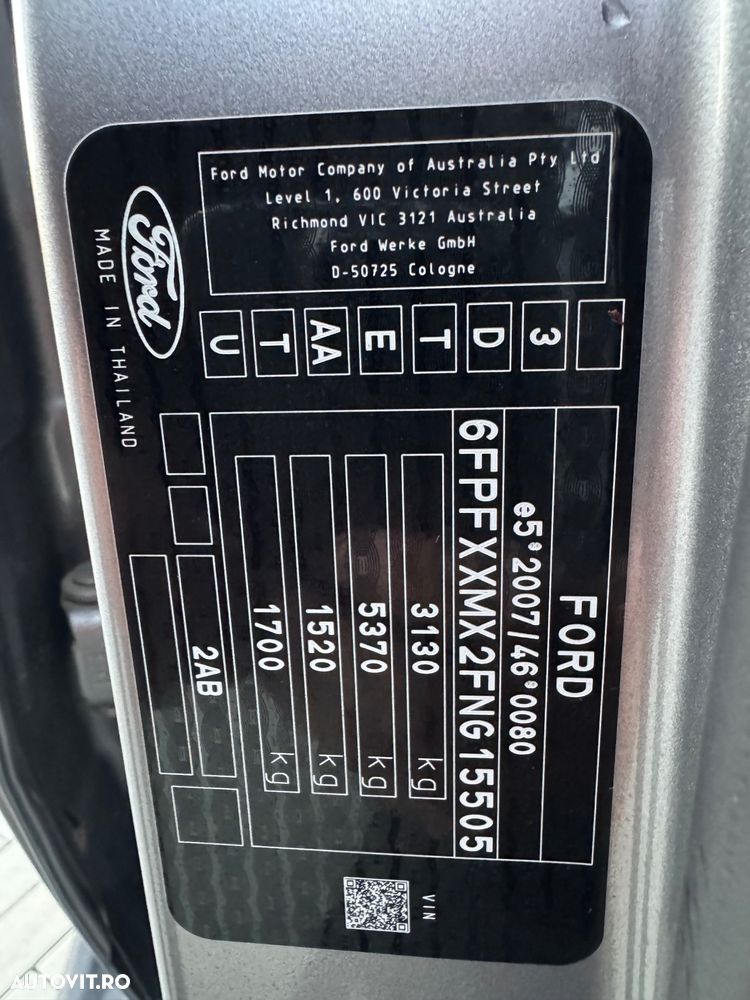 Ford Motor Company of Australia Pty Ltd
Level 1, 600 Victoria Street
Richmond VIC 3121 Australia
Ford Werke GmbH
D-50725 Cologne
Ford
MADE IN THAILAND
3
D
T
E
AA
T
U
FORD
e5*2007/46*0080
6FPFXXMX2FNG15505
3130 kg
5370 kg
1520 kg
1700 kg
2AB
VIN
AUTOVIT.RO